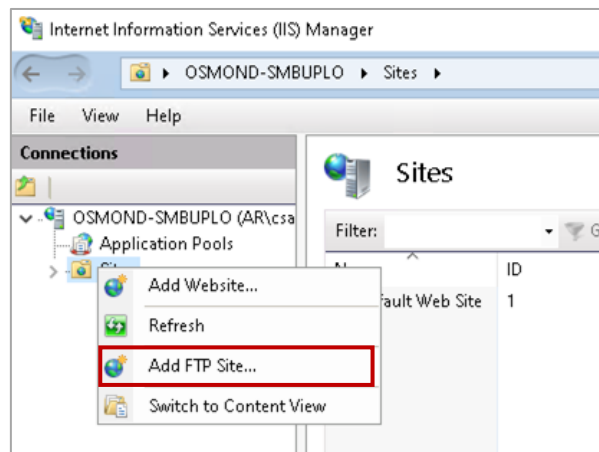 Internet Information Services (IIS) Manager
OSMOND-SMBUPLO ▸ Sites ▸
File View Help
Connections
Sites
OSMOND-SMBUPLO (AR\csa
Filter:
Application Pools
ID
Add Website...
fault Web Site 1
Refresh
Add FTP Site...
Switch to Content View